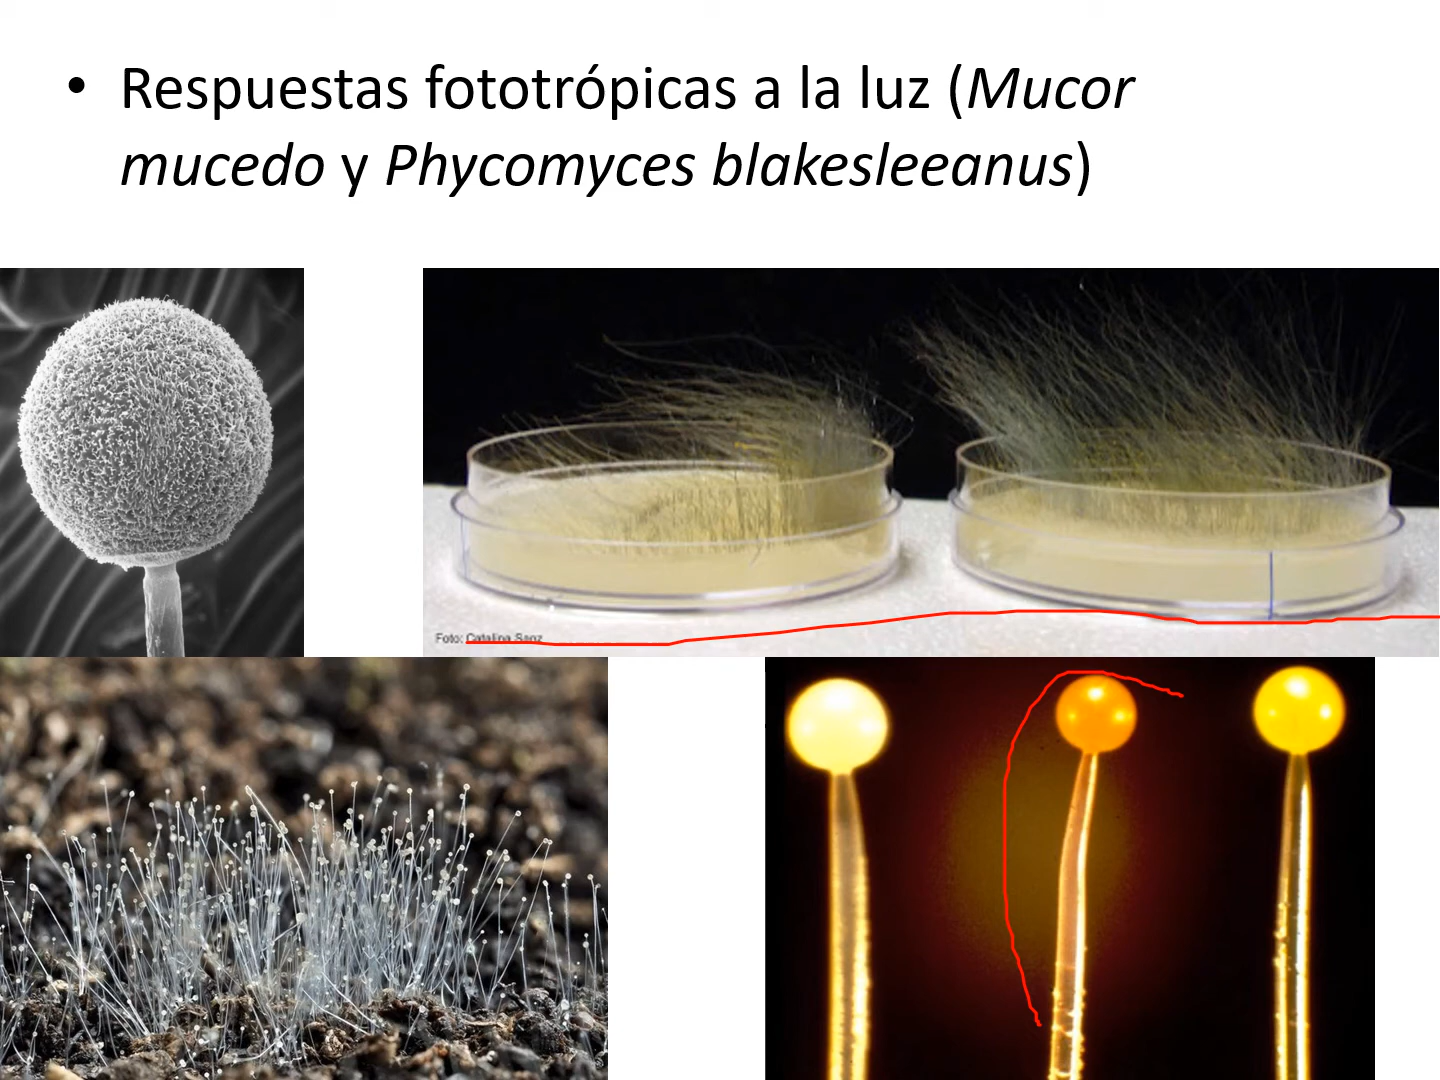 • Respuestas fototrópicas a la luz (Mucor
mucedo y Phycomyces blakesleeanus)
Foto: Catalina Sanz